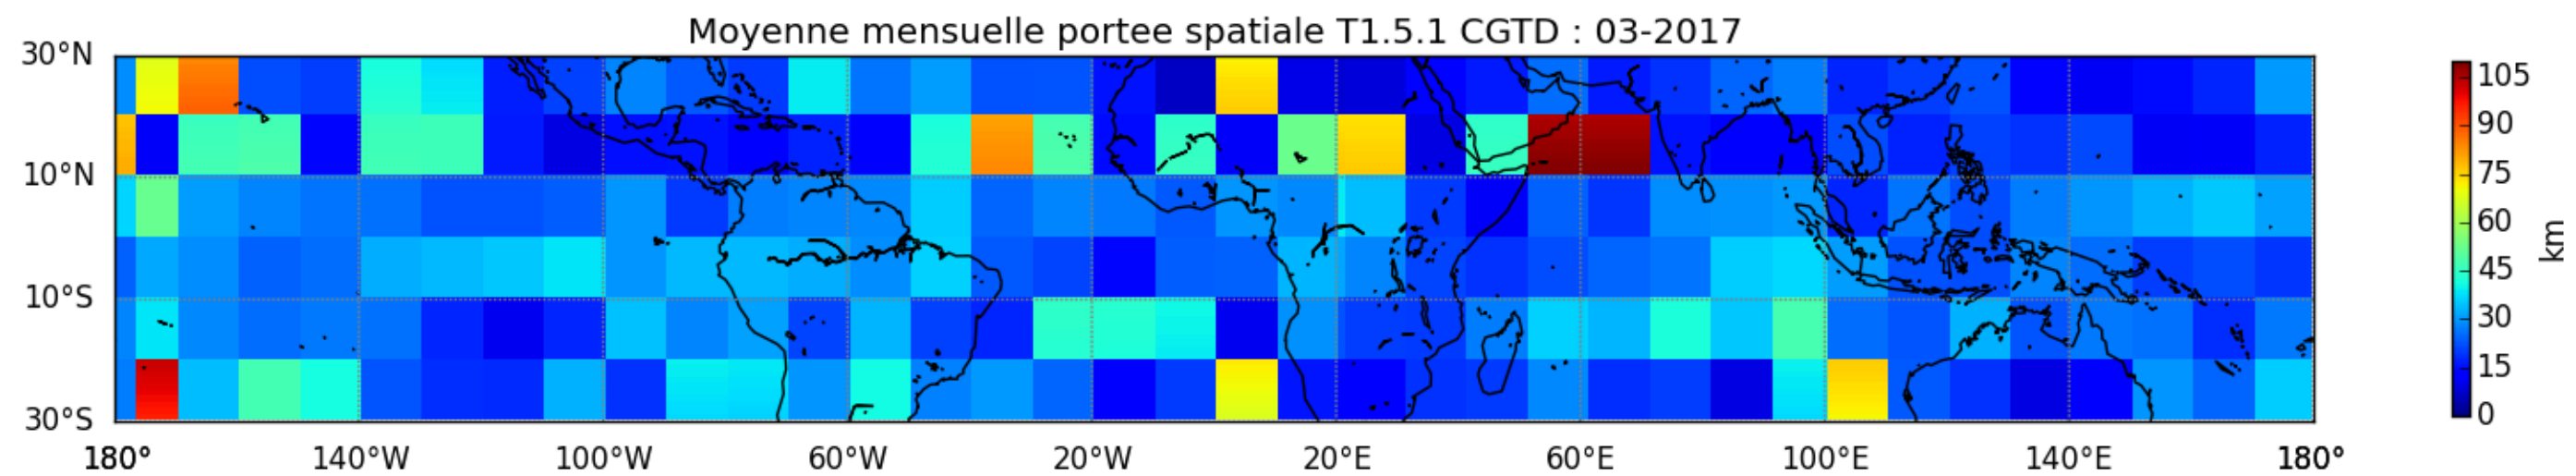 Moyenne mensuelle portee spatiale T1.5.1 CGTD : 03-2017
30°N
10°N
10°S
30°S
180° 140°W 100°W 60°W 20°W 20°E 60°E 100°E 140°E 180°
105
90
75
60
45
30
15
0
km